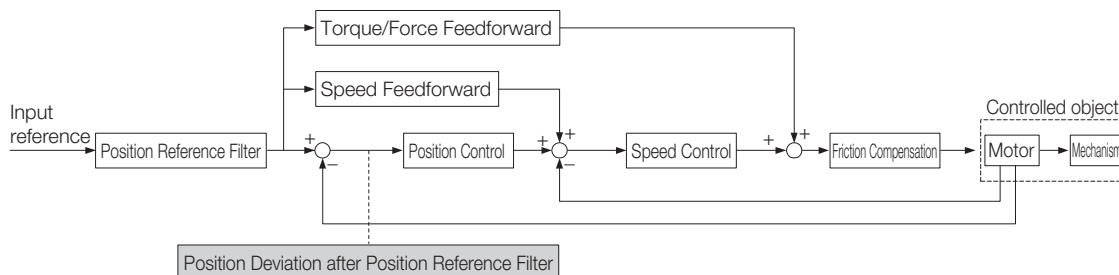 Torque/Force Feedforward
Speed Feedforward
Input
reference
Position Reference Filter
+
−
Position Control
+
+
−
Speed Control
+
+
Friction Compensation
Controlled object
Motor
Mechanism
Position Deviation after Position Reference Filter